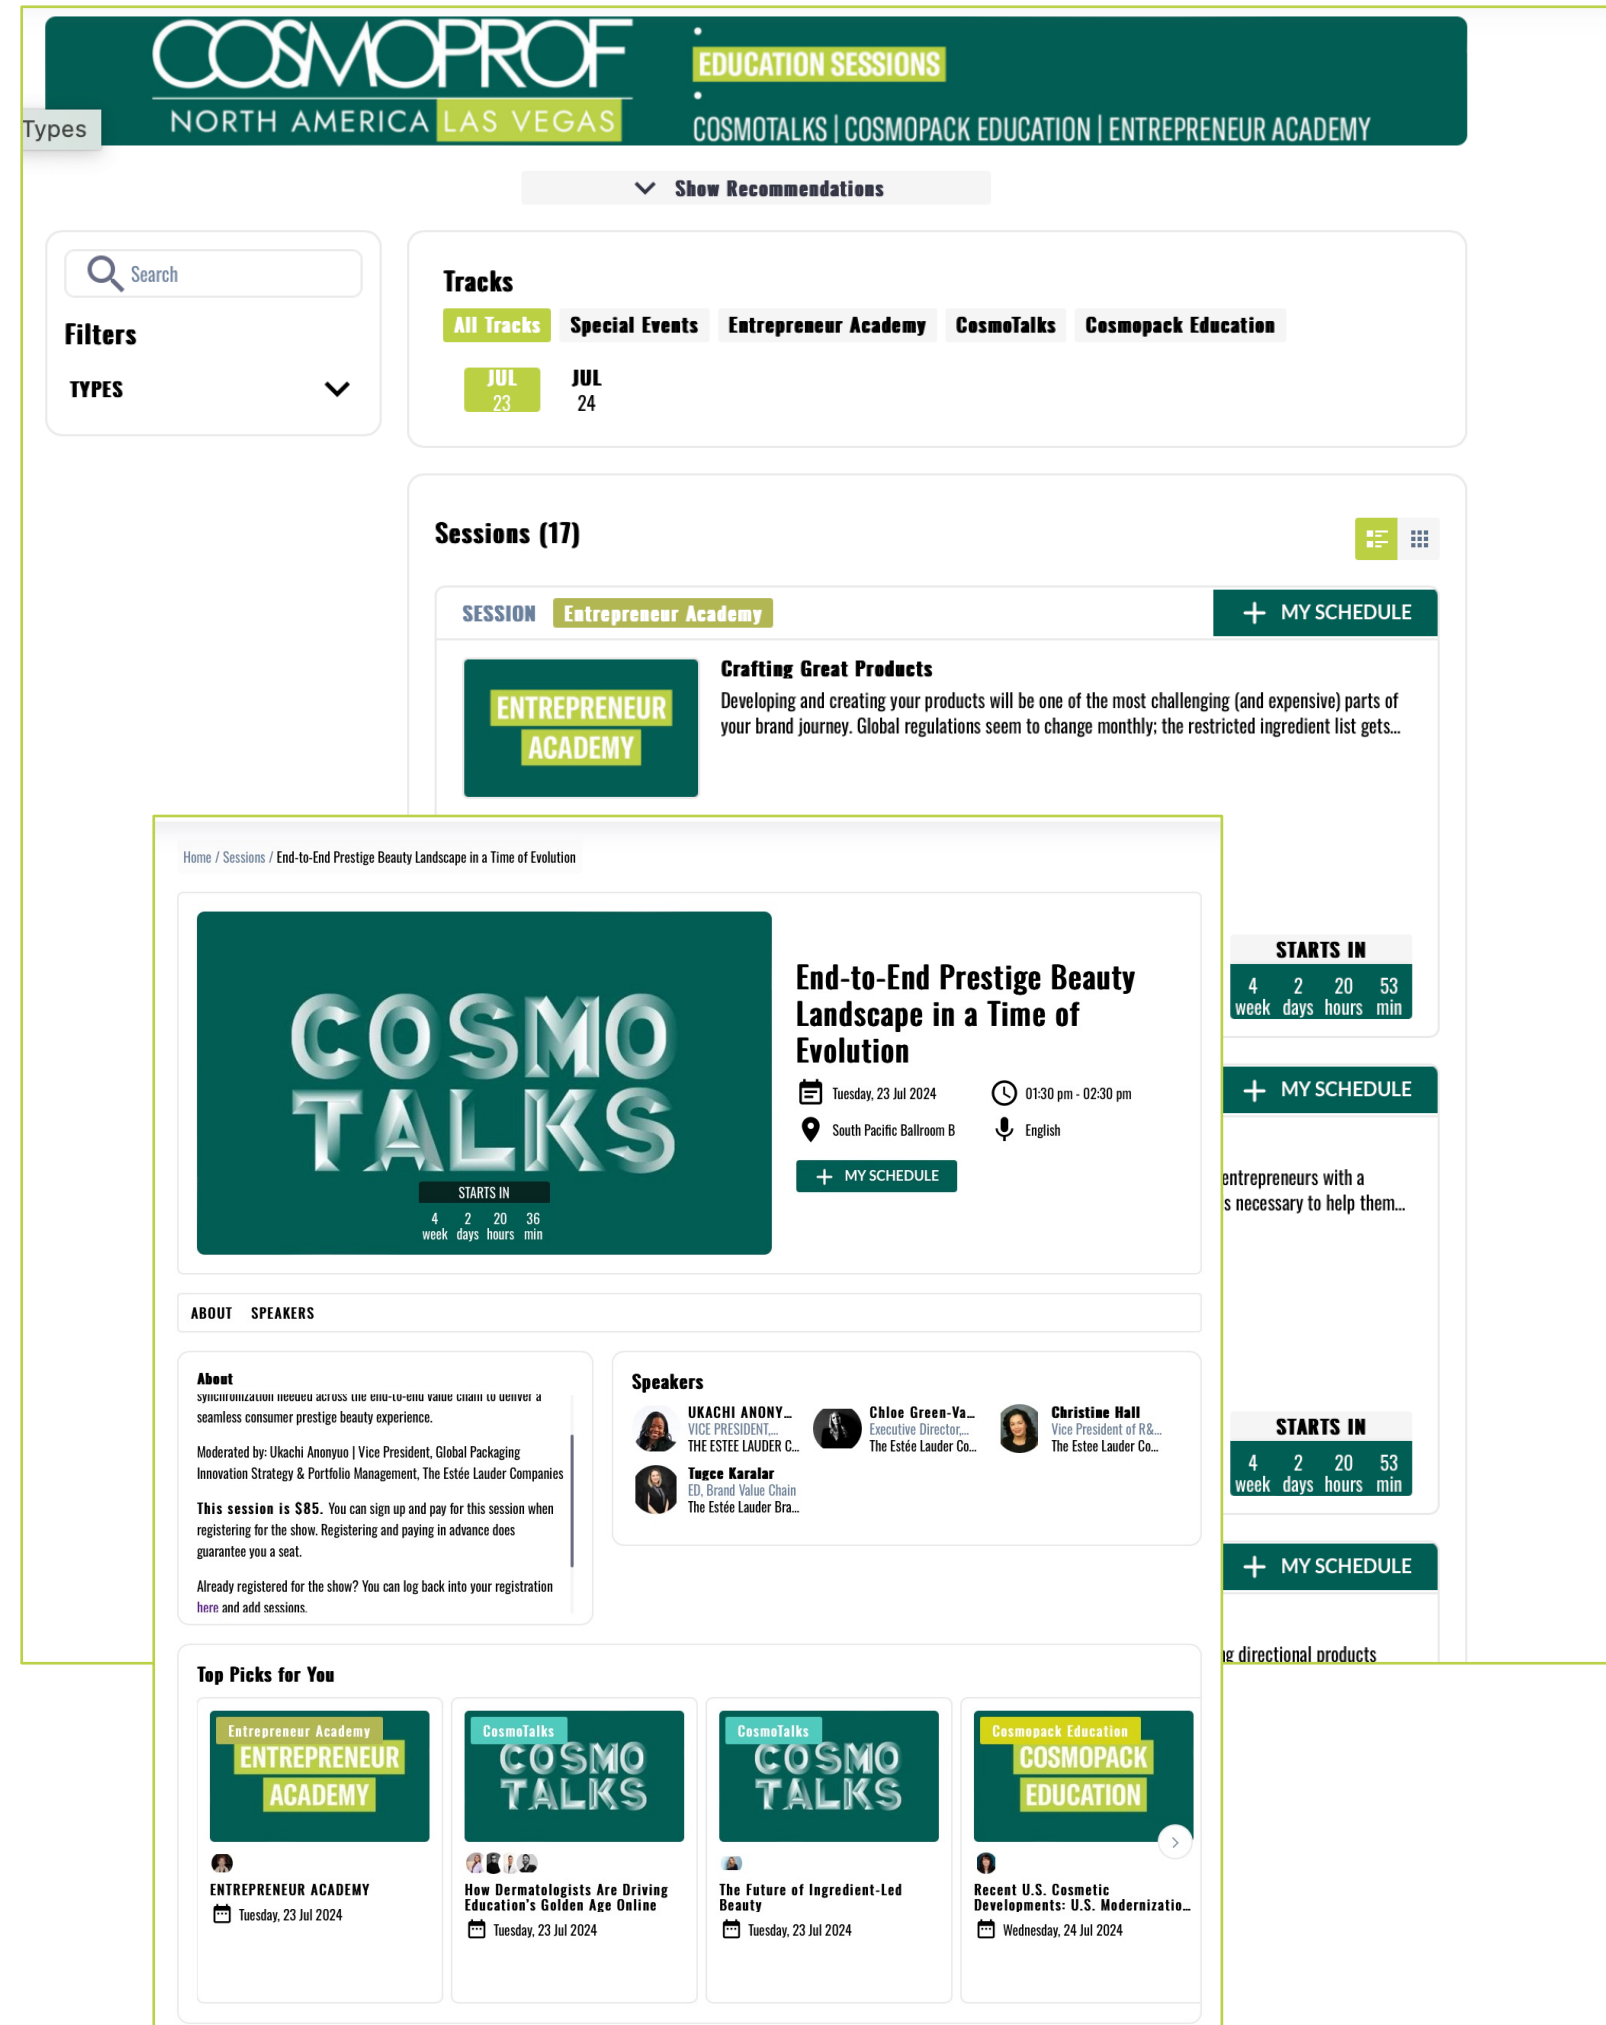 COSMOPROF
NORTH AMERICA LAS VEGAS
EDUCATION SESSIONS
COSMOTALKS | COSMOPACK EDUCATION | ENTREPRENEUR ACADEMY
Types
Show Recommendations
Search
Filters
TYPES
Tracks
All Tracks Special Events Entrepreneur Academy CosmoTalks Cosmopack Education
JUL JUL
23 24
Sessions (17)
SESSION Entrepreneur Academy + MY SCHEDULE
ENTREPRENEUR
ACADEMY
Crafting Great Products
Developing and creating your products will be one of the most challenging (and expensive) parts of
your brand journey. Global regulations seem to change monthly; the restricted ingredient list gets...
STARTS IN
4 2 20 53
week days hours min
+ MY SCHEDULE
entrepreneurs with a
s necessary to help them...
STARTS IN
4 2 20 53
week days hours min
+ MY SCHEDULE
directional products
Home / Sessions / End-to-End Prestige Beauty Landscape in a Time of Evolution
COSMO
TALKS
STARTS IN
4 2 20 36
week days hours min
End-to-End Prestige Beauty
Landscape in a Time of
Evolution
Tuesday, 23 Jul 2024 01:30 pm - 02:30 pm
South Pacific Ballroom B English
+ MY SCHEDULE
ABOUT SPEAKERS
About
synchronization needed across the end-to-end value chain to deliver a
seamless consumer prestige beauty experience.
Moderated by: Ukachi Anonyuo | Vice President, Global Packaging
Innovation Strategy & Portfolio Management, The Estée Lauder Companies
This session is $85. You can sign up and pay for this session when
registering for the show. Registering and paying in advance does
guarantee you a seat.
Already registered for the show? You can log back into your registration
here and add sessions.
Speakers
UKACHI ANONY...
VICE PRESIDENT,...
THE ESTEE LAUDER C...
Chloe Green-Va...
Executive Director,...
The Estée Lauder Co...
Christine Hall
Vice President of R&...
The Estee Lauder Co...
Tugce Karalar
ED, Brand Value Chain
The Estée Lauder Bra...
Top Picks for You
Entrepreneur Academy
ENTREPRENEUR
ACADEMY
ENTREPRENEUR ACADEMY
Tuesday, 23 Jul 2024
CosmoTalks
COSMO
TALKS
How Dermatologists Are Driving
Education's Golden Age Online
Tuesday, 23 Jul 2024
CosmoTalks
COSMO
TALKS
The Future of Ingredient-Led
Beauty
Tuesday, 23 Jul 2024
Cosmopack Education
COSMOPACK
EDUCATION
Recent U.S. Cosmetic
Developments: U.S. Modernizatio...
Wednesday, 24 Jul 2024